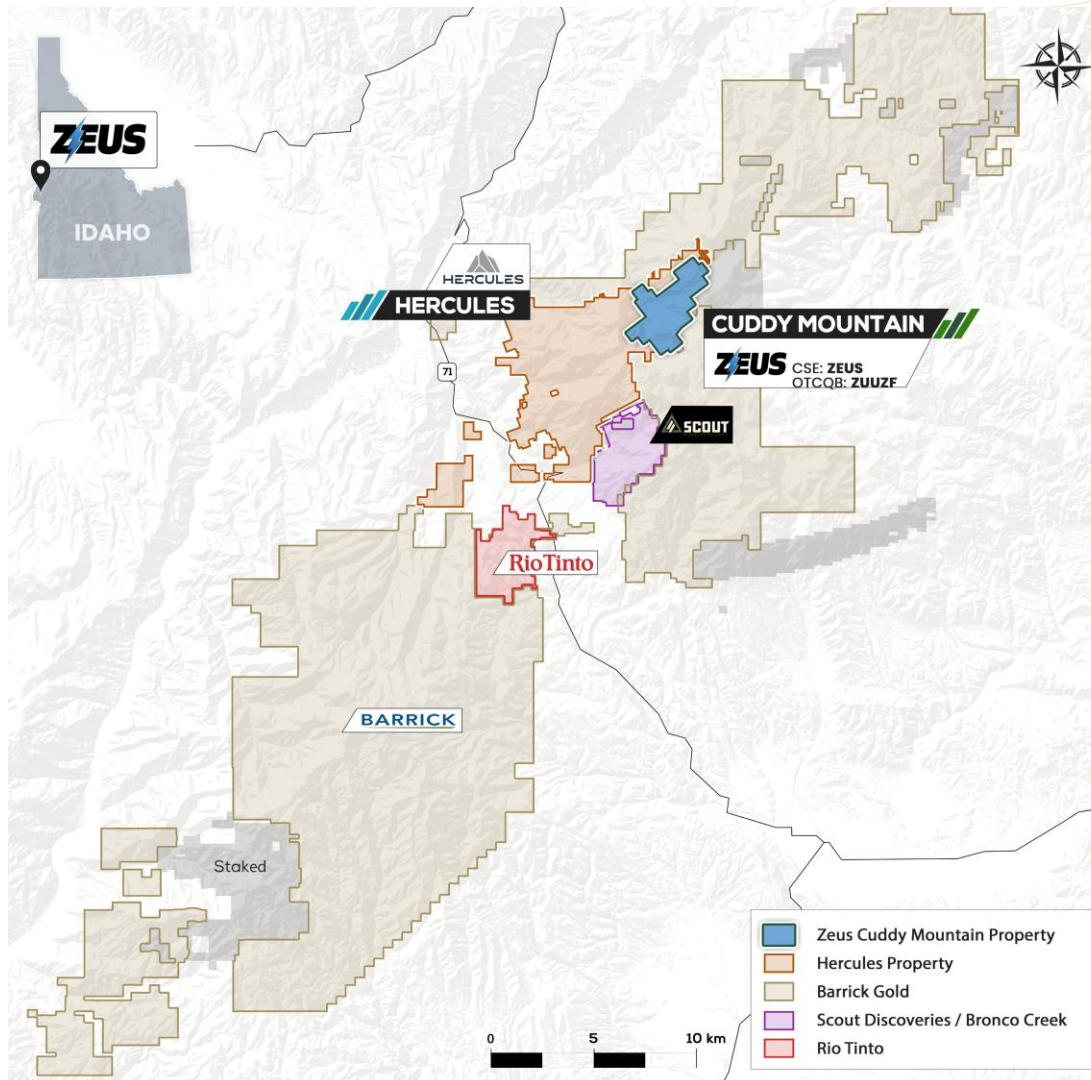 ZEUS
IDAHO
HERCULES
HERCULES
71
CUDDY MOUNTAIN
ZEUS CSE: ZEUS
OTCQB: ZUUZF
SCOUT
RioTinto
BARRICK
Staked
Zeus Cuddy Mountain Property
Hercules Property
Barrick Gold
Scout Discoveries / Bronco Creek
Rio Tinto
0 5 10 km